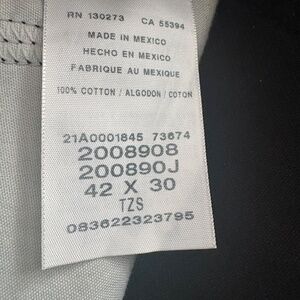 RN 130273 CA 55394
MADE IN MEXICO
HECHO EN MEXICO
FABRIQUE AU MEXIQUE
100% COTTON / ALGODON / COTON
21A0001845 73674
2008908
200890J
42 X 30
TZS
083622323795